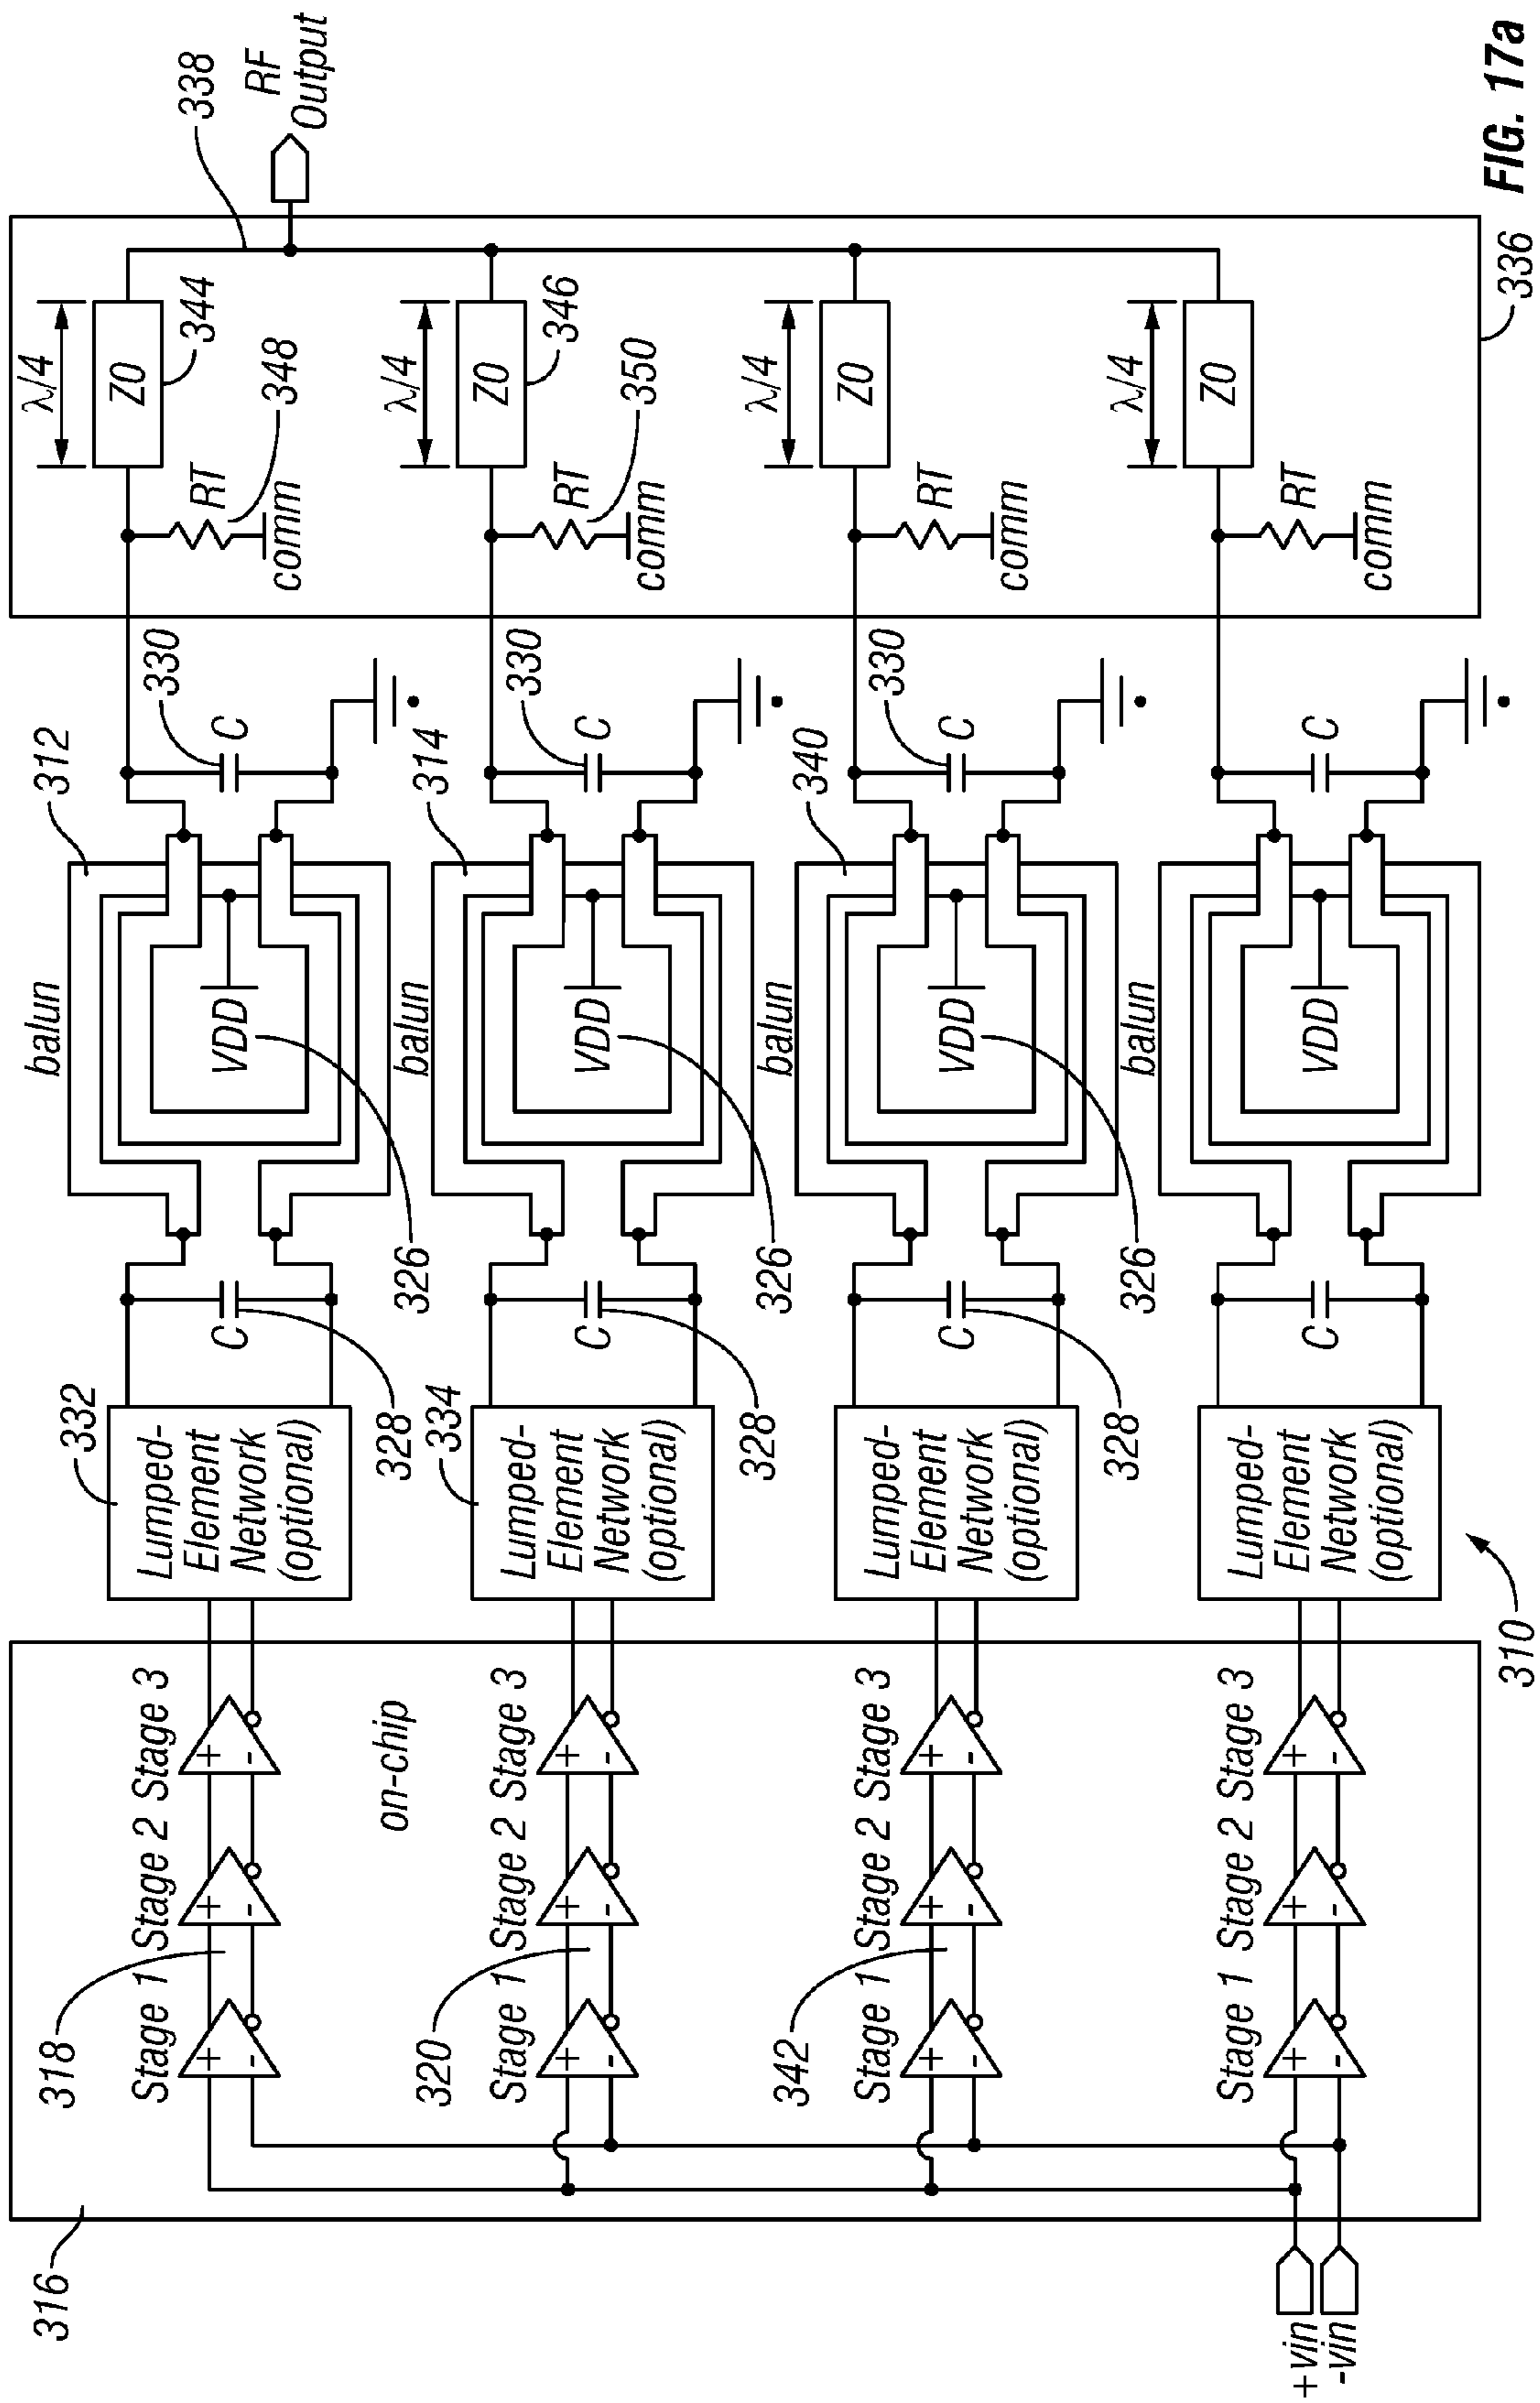 FIG. 17a
310
316
on-chip
318
Stage 1 Stage 2 Stage 3
+ - + - + -
332
Lumped-
Element
Network
(optional)
C
328
balun
312
VDD
326
C
330
λ/4
Z0
344
RT
348
comm
338
RF
Output
320
Stage 1 Stage 2 Stage 3
+ - + - + -
334
Lumped-
Element
Network
(optional)
C
328
balun
314
VDD
326
C
330
λ/4
Z0
346
RT
350
comm
342
Stage 1 Stage 2 Stage 3
+ - + - + -
Lumped-
Element
Network
(optional)
C
328
balun
340
VDD
326
C
330
λ/4
Z0
RT
comm
Stage 1 Stage 2 Stage 3
+ - + - + -
Lumped-
Element
Network
(optional)
C
balun
VDD
C
λ/4
Z0
RT
comm
336
+vin
-vin